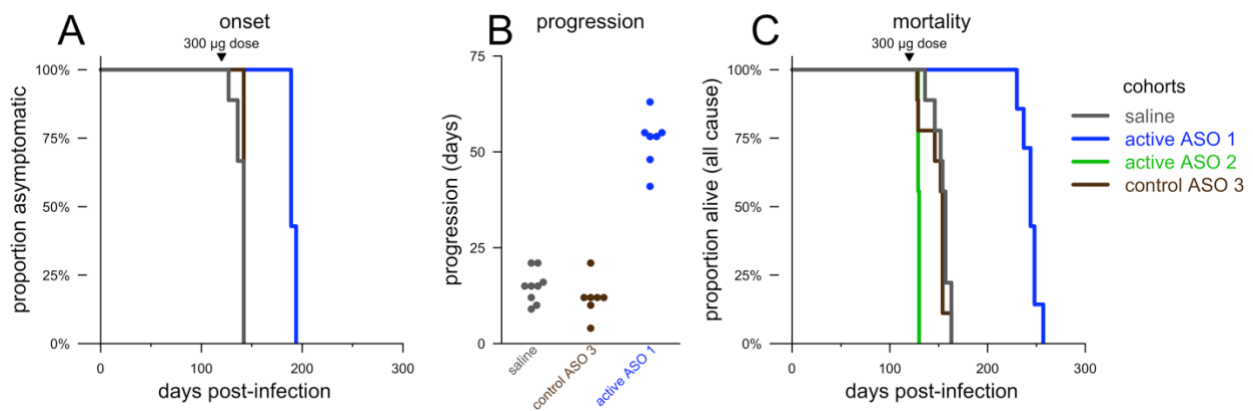 A
onset
300 µg dose
proportion asymptomatic
100%
75%
50%
25%
0%
0
100
200
300
days post-infection
B
progression
progression (days)
75
50
25
0
saline
control ASO 3
active ASO 1
C
mortality
300 µg dose
proportion alive (all cause)
100%
75%
50%
25%
0%
0
100
200
300
days post-infection
cohorts
saline
active ASO 1
active ASO 2
control ASO 3